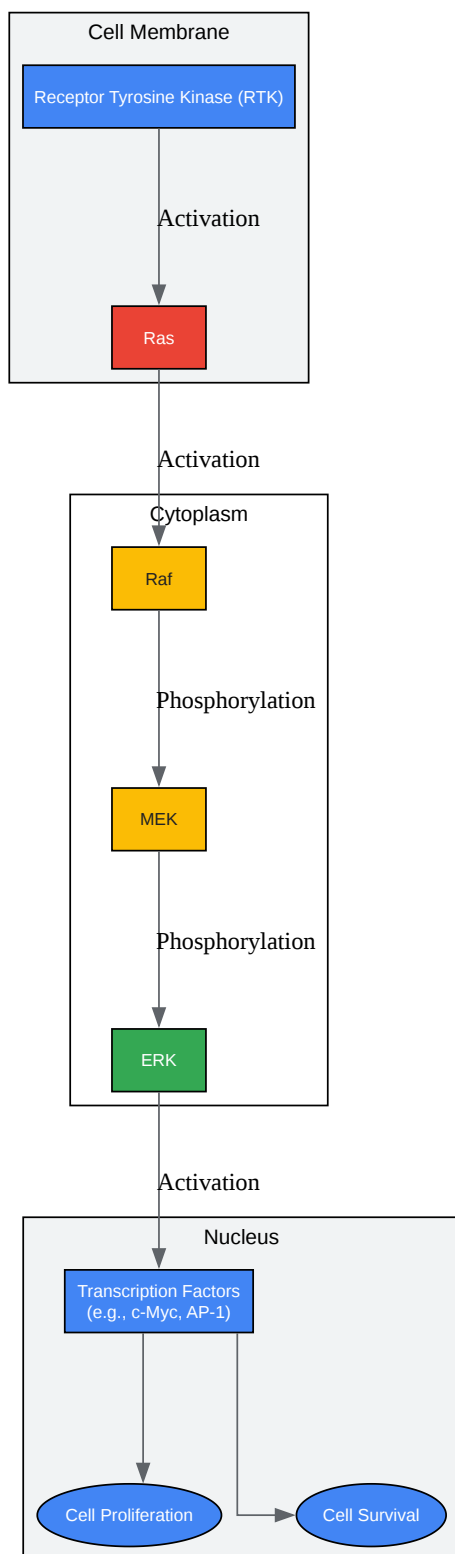 Cell Membrane
Receptor Tyrosine Kinase (RTK)
Activation
Ras
Activation
Cytoplasm
Raf
Phosphorylation
MEK
Phosphorylation
ERK
Activation
Nucleus
Transcription Factors
(e.g., c-Myc, AP-1)
Cell Proliferation
Cell Survival